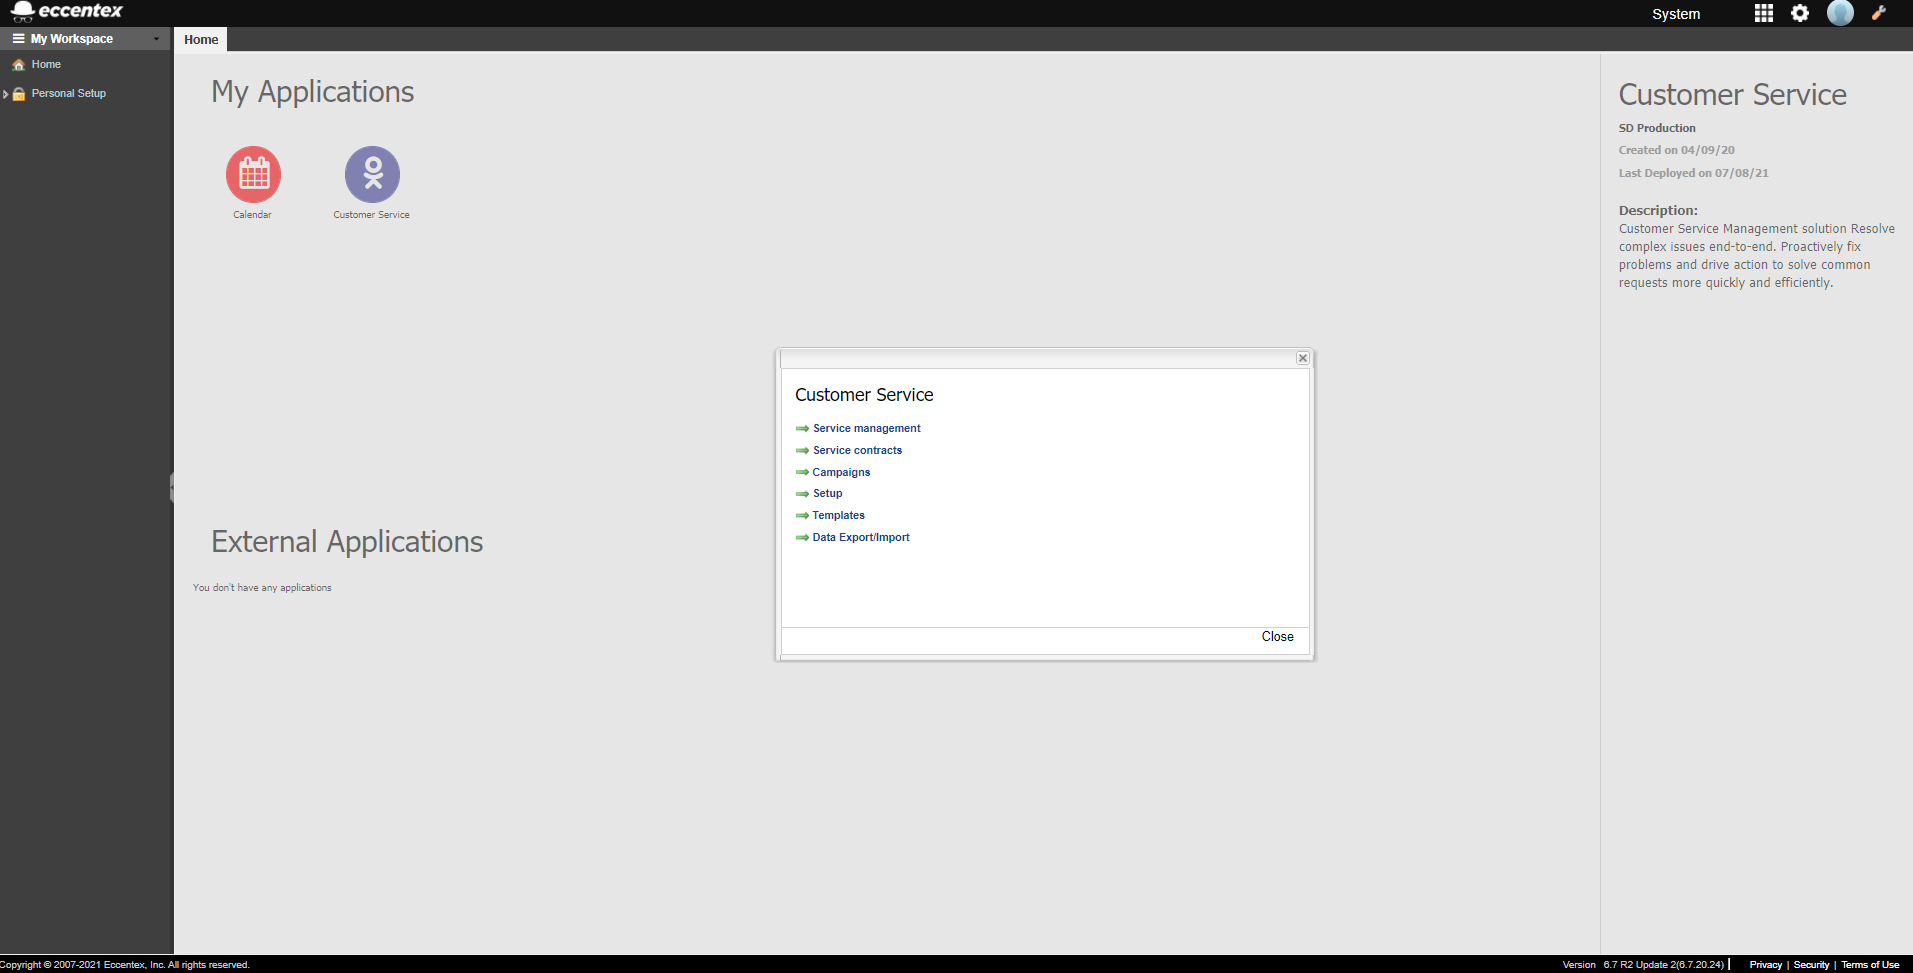 eccentex
System
My Workspace
Home
Home
Personal Setup
My Applications
Calendar
Customer Service
External Applications
You don't have any applications
Customer Service
Service management
Service contracts
Campaigns
Setup
Templates
Data Export/Import
Close
Customer Service
SD Production
Created on 04/09/20
Last Deployed on 07/08/21
Description:
Customer Service Management solution Resolve
complex issues end-to-end. Proactively fix
problems and drive action to solve common
requests more quickly and efficiently.
Copyright © 2007-2021 Eccentex, Inc. All rights reserved.
Version 6.7 R2 Update 2(6.7.20.24) | Privacy | Security | Terms of Use